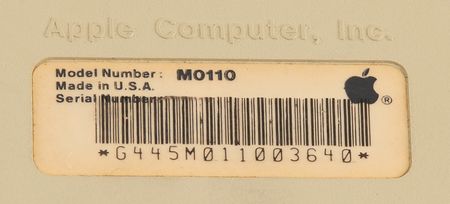 Apple Computer, Inc.
Model Number: M0110
Made in U.S.A.
Serial Number:
®
*G445M011003640*